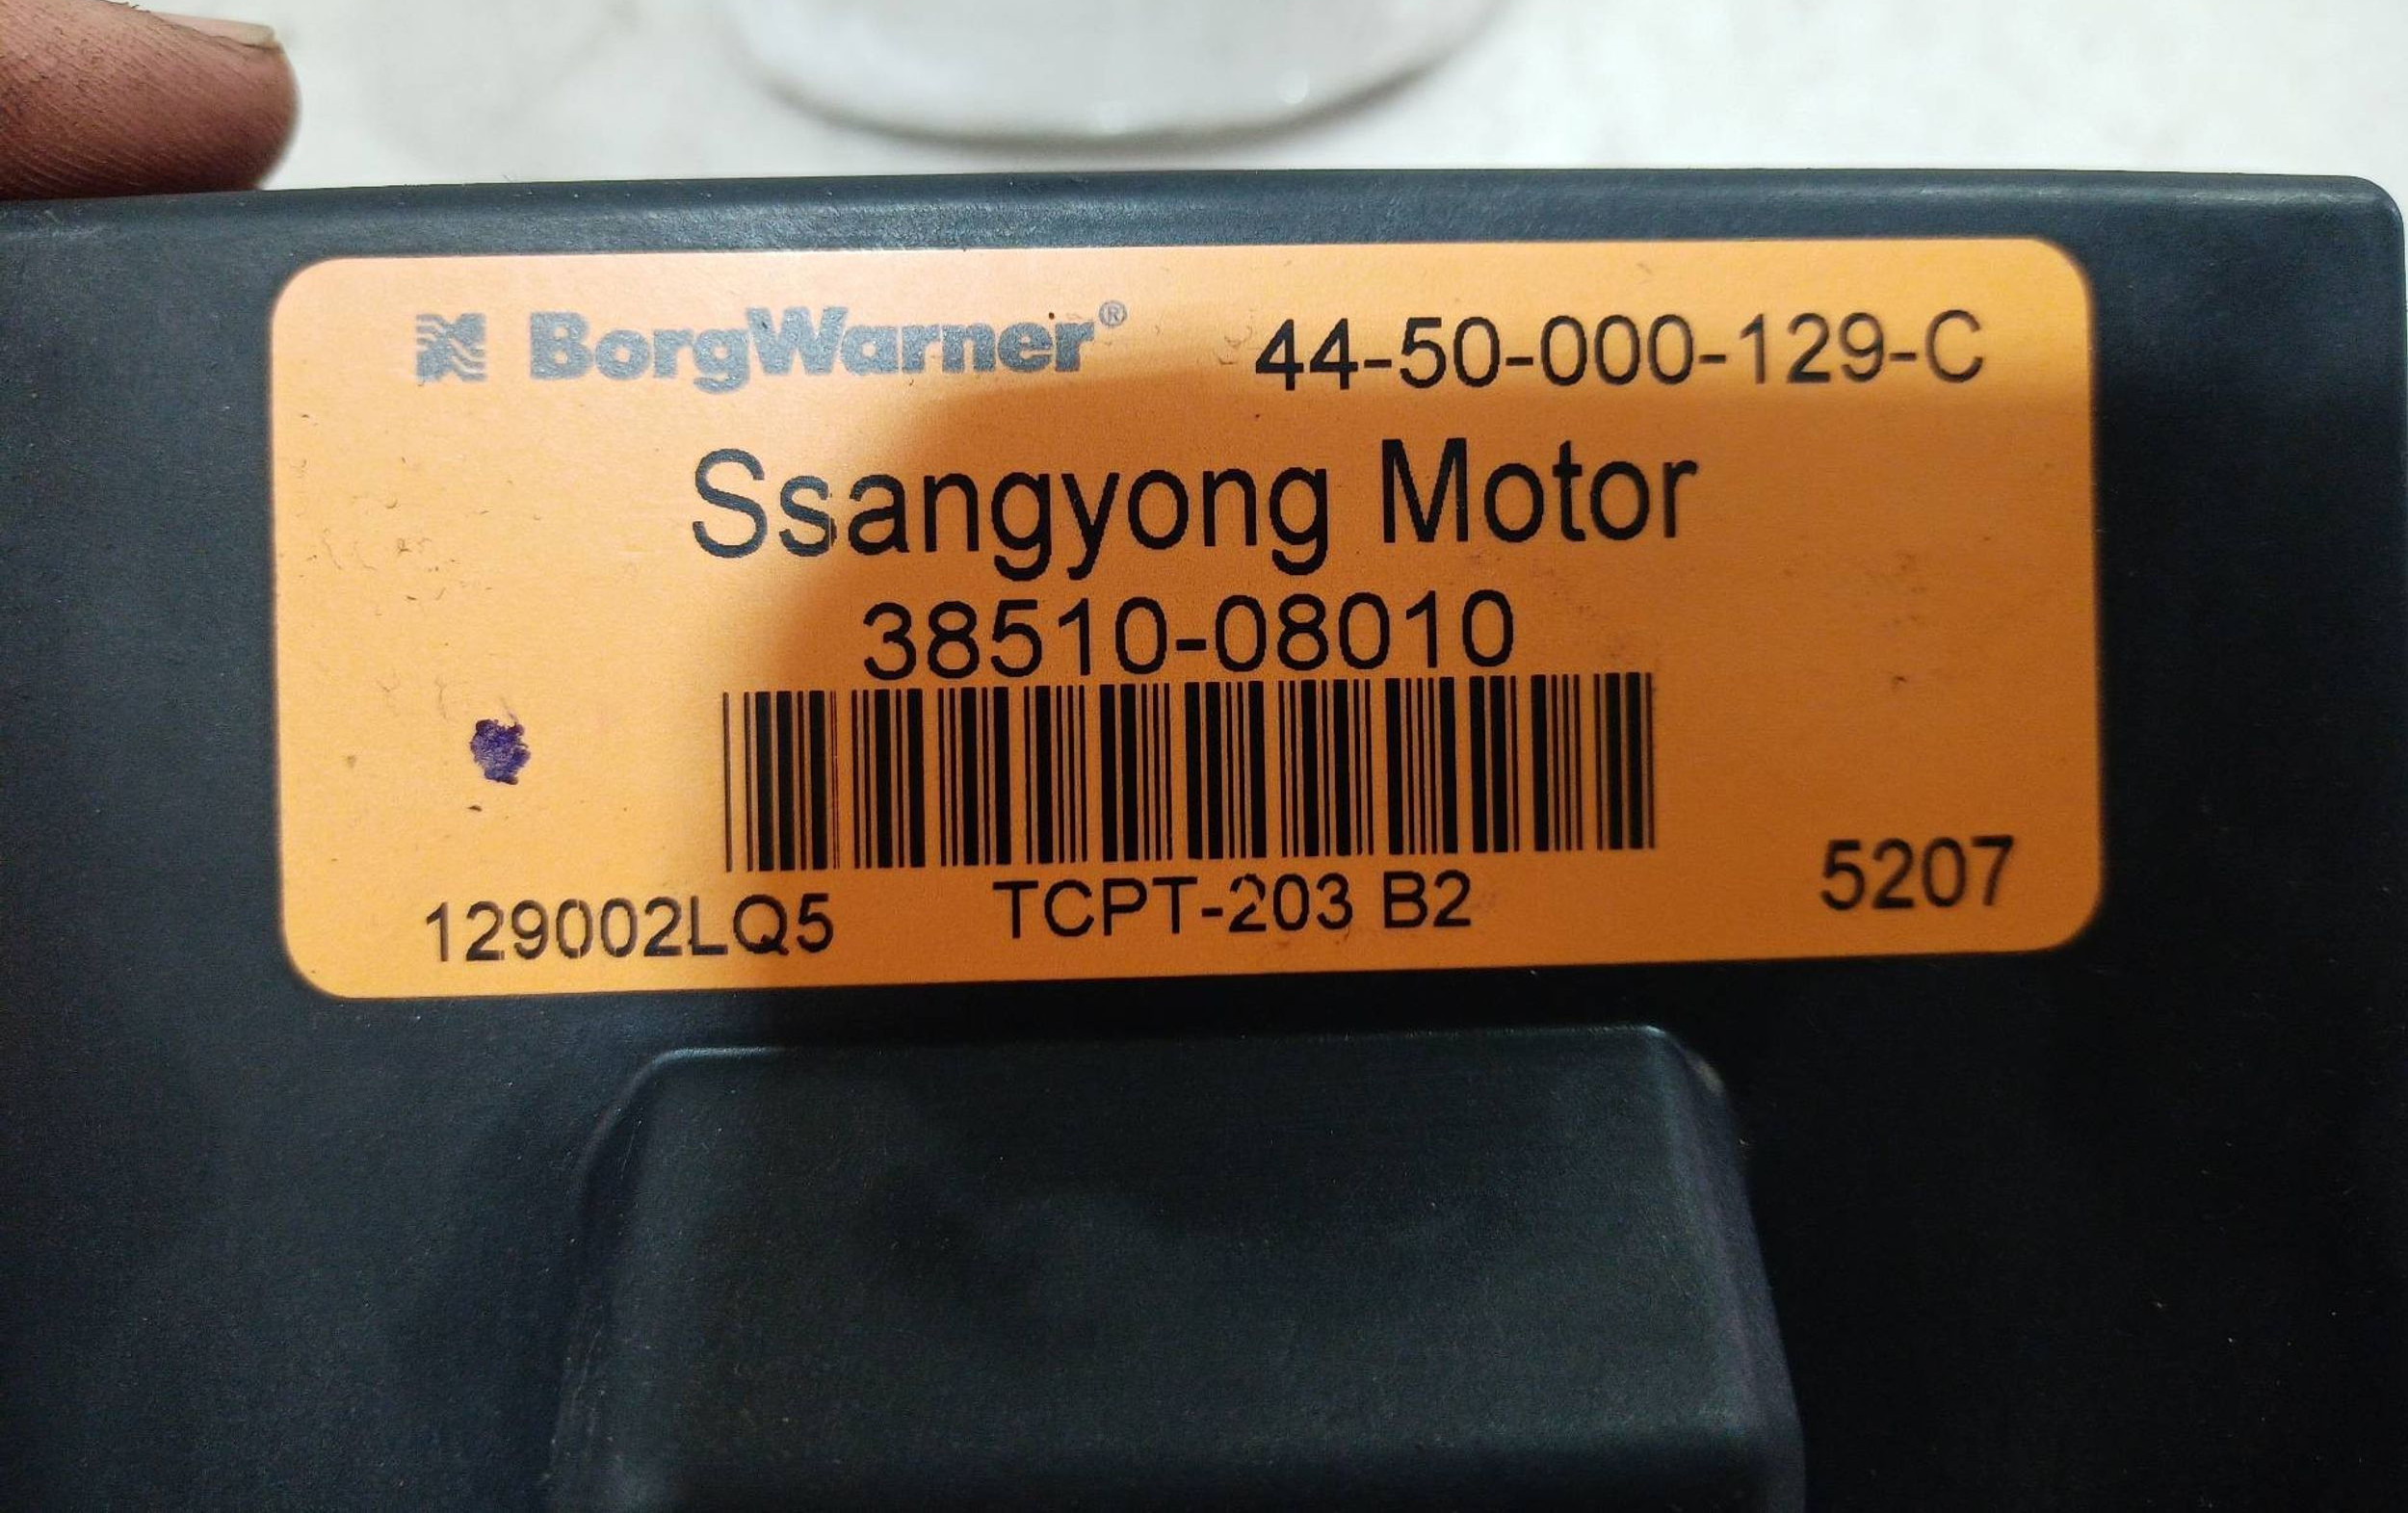 BorgWarner® 44-50-000-129-C
Ssangyong Motor
38510-08010
129002LQ5 TCPT-203 B2 5207